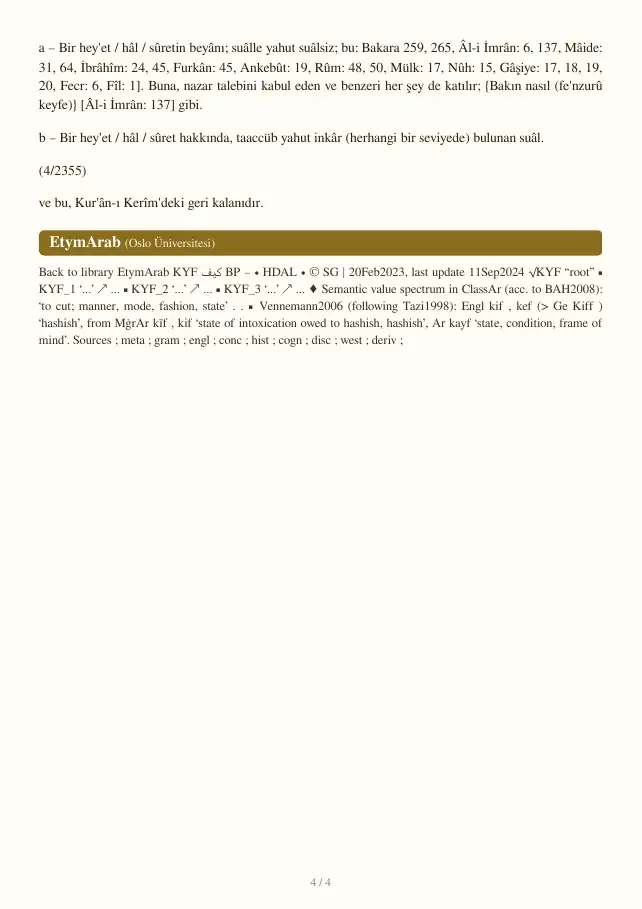 a – Bir hey'et / hâl / sûretin beyânı; suâlle yahut suâlsiz; bu: Bakara 259, 265, Âl-i İmrân: 6, 137, Mâide:
31, 64, İbrâhîm: 24, 45, Furkân: 45, Ankebût: 19, Rûm: 48, 50, Mülk: 17, Nûh: 15, Gâşiye: 17, 18, 19,
20, Fecr: 6, Fîl: 1]. Buna, nazar talebini kabul eden ve benzeri her şey de katılır; {Bakın nasıl (fe'nzurû
keyfe)} [Âl-i İmrân: 137] gibi.
b – Bir hey'et / hâl / sûret hakkında, taaccüb yahut inkâr (herhangi bir seviyede) bulunan suâl.
(4/2355)
ve bu, Kur'ân-ı Kerîm'deki geri kalanıdır.
EtymArab (Oslo Üniversitesi)
Back to library EtymArab KYF كيف BP – • HDAL • © SG | 20Feb2023, last update 11Sep2024 √KYF “root” ▪
KYF_1 ‘...’ ↗ ... ▪ KYF_2 ‘...’ ↗ ... ▪ KYF_3 ‘...’ ↗ ... ♦ Semantic value spectrum in ClassAr (acc. to BAH2008):
‘to cut; manner, mode, fashion, state’ . . ▪ Vennemann2006 (following Tazi1998): Engl kif , kef (> Ge Kiff )
‘hashish’, from MġrAr kīf , kif ‘state of intoxication owed to hashish, hashish’, Ar kayf ‘state, condition, frame of
mind’. Sources ; meta ; gram ; engl ; conc ; hist ; cogn ; disc ; west ; deriv ;
4 / 4